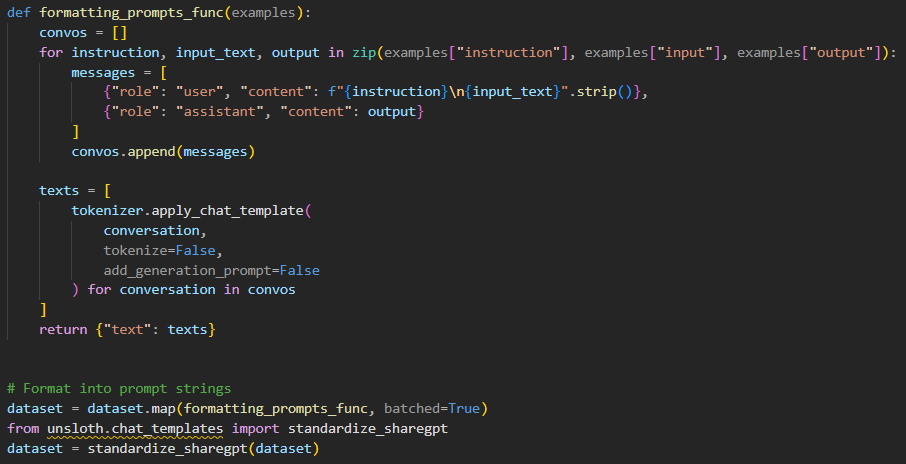 def formatting_prompts_func(examples):
    convos = []
    for instruction, input_text, output in zip(examples["instruction"], examples["input"], examples["output"]):
        messages = [
            {"role": "user", "content": f"{instruction}\n{input_text}".strip()},
            {"role": "assistant", "content": output}
        ]
        convos.append(messages)

    texts = [
        tokenizer.apply_chat_template(
            conversation,
            tokenize=False,
            add_generation_prompt=False
        ) for conversation in convos
    ]
    return {"text": texts}


# Format into prompt strings
dataset = dataset.map(formatting_prompts_func, batched=True)
from unsloth.chat_templates import standardize_sharegpt
dataset = standardize_sharegpt(dataset)